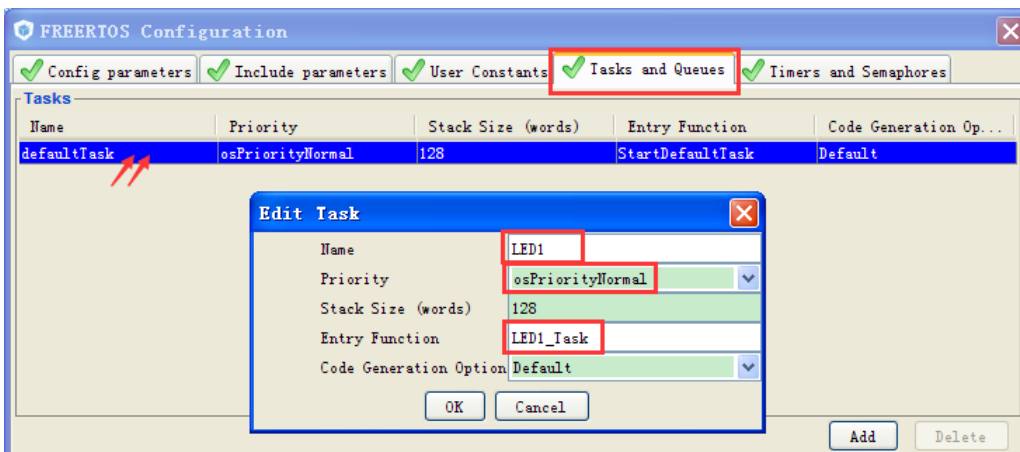 FREERTOS Configuration
Config parameters Include parameters User Constants Tasks and Queues Timers and Semaphores
Tasks
Name Priority Stack Size (words) Entry Function Code Generation Op...
defaultTask osPriorityNormal 128 StartDefaultTask Default
Edit Task
Name LED1
Priority osPriorityNormal
Stack Size (words) 128
Entry Function LED1_Task
Code Generation Option Default
OK Cancel
Add Delete